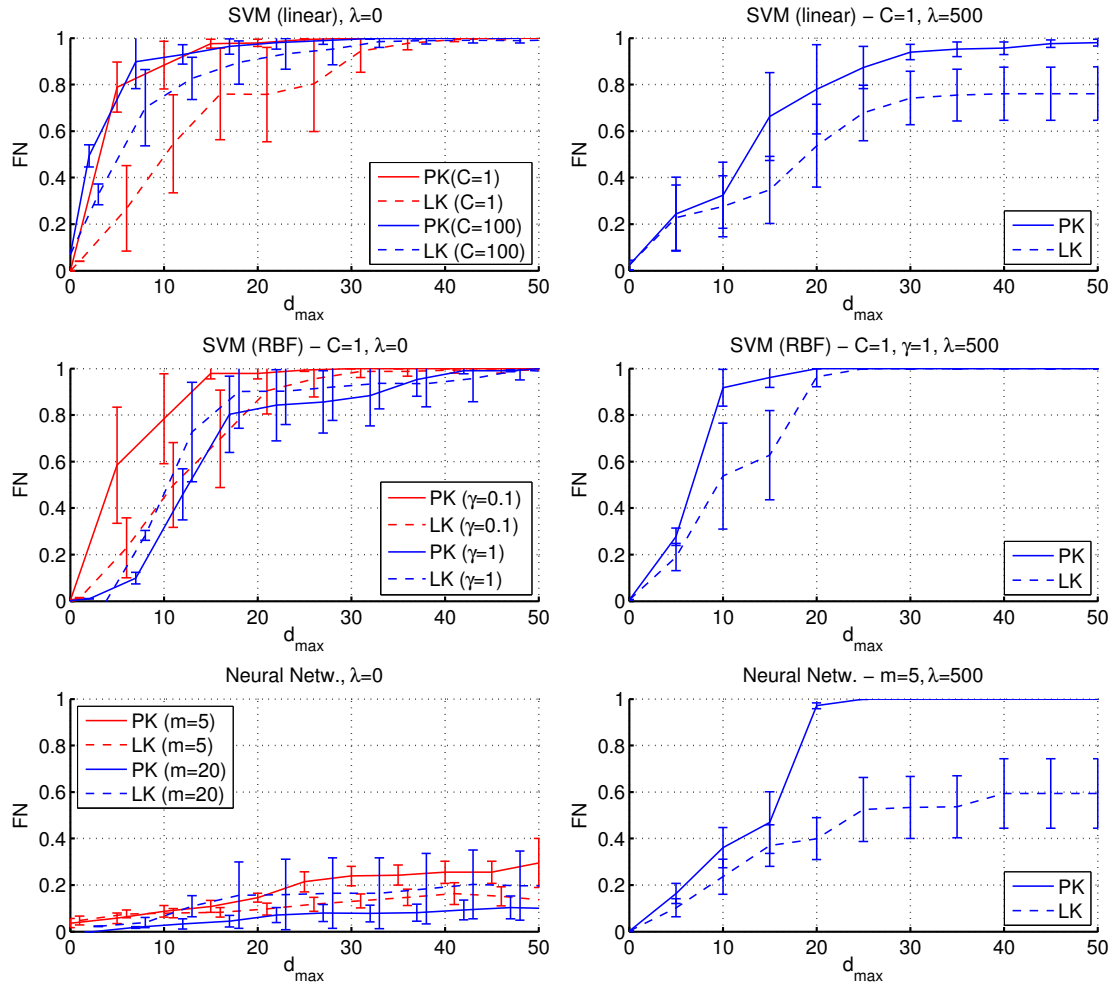 SVM (linear), λ=0
FN
1
0.8
0.6
0.4
0.2
0
0 10 20 30 40 50
d_max
PK(C=1)
LK (C=1)
PK(C=100)
LK (C=100)
SVM (linear) − C=1, λ=500
FN
1
0.8
0.6
0.4
0.2
0
0 10 20 30 40 50
d_max
PK
LK
SVM (RBF) − C=1, λ=0
FN
1
0.8
0.6
0.4
0.2
0
0 10 20 30 40 50
d_max
PK (γ=0.1)
LK (γ=0.1)
PK (γ=1)
LK (γ=1)
SVM (RBF) − C=1, γ=1, λ=500
FN
1
0.8
0.6
0.4
0.2
0
0 10 20 30 40 50
d_max
PK
LK
Neural Netw., λ=0
FN
1
0.8
0.6
0.4
0.2
0
0 10 20 30 40 50
d_max
PK (m=5)
LK (m=5)
PK (m=20)
LK (m=20)
Neural Netw. − m=5, λ=500
FN
1
0.8
0.6
0.4
0.2
0
0 10 20 30 40 50
d_max
PK
LK